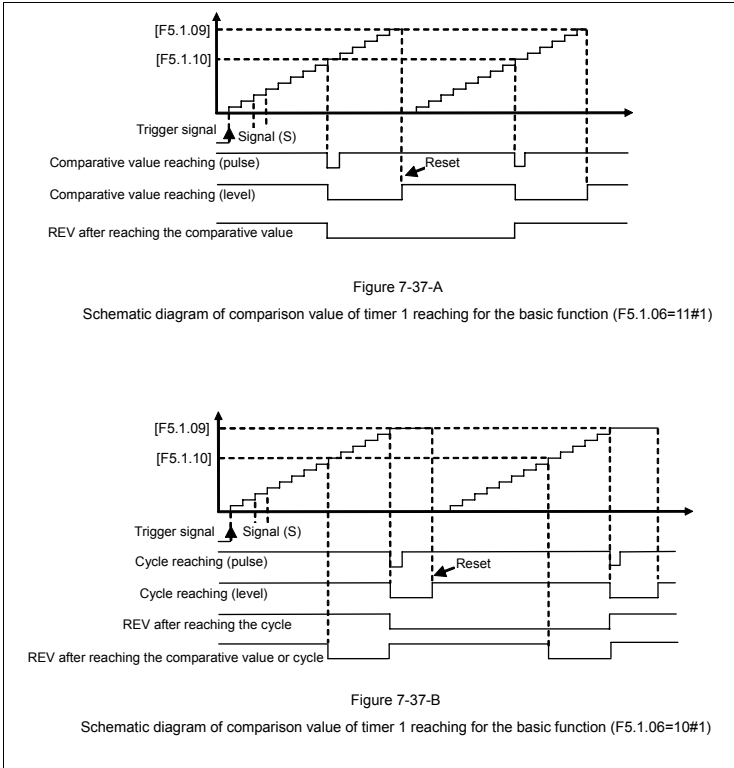 [F5.1.09]
[F5.1.10]
Trigger signal
Signal (S)
Comparative value reaching (pulse)
Reset
Comparative value reaching (level)
REV after reaching the comparative value
Figure 7-37-A
Schematic diagram of comparison value of timer 1 reaching for the basic function (F5.1.06=11#1)
[F5.1.09]
[F5.1.10]
Trigger signal
Signal (S)
Cycle reaching (pulse)
Reset
Cycle reaching (level)
REV after reaching the cycle
REV after reaching the comparative value or cycle
Figure 7-37-B
Schematic diagram of comparison value of timer 1 reaching for the basic function (F5.1.06=10#1)